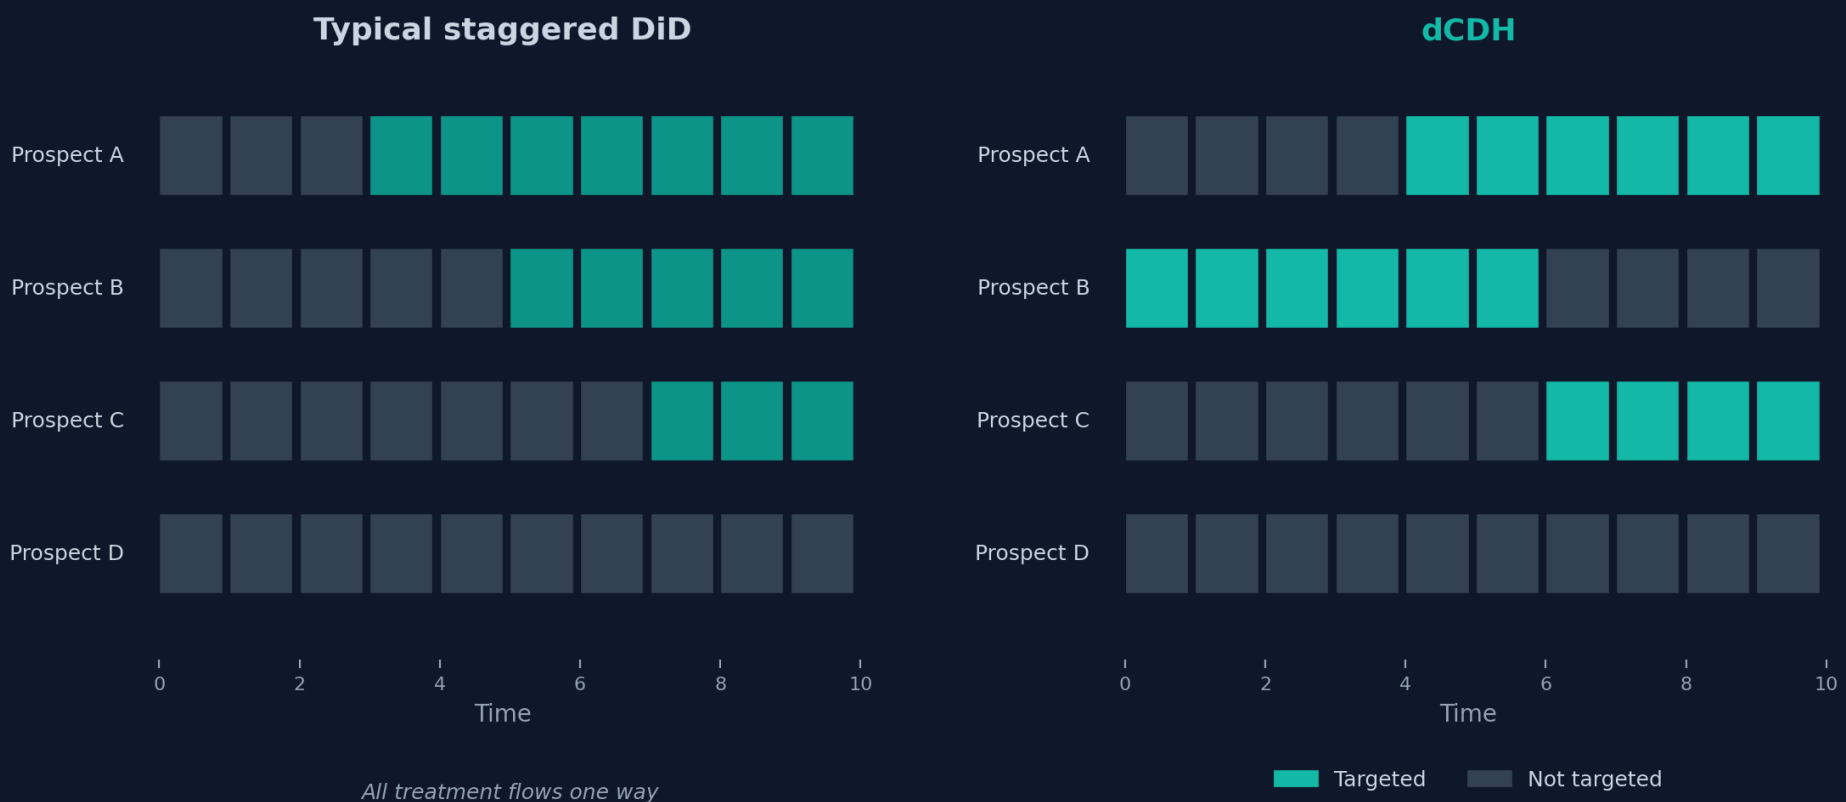 Typical staggered DiD
Prospect A
Prospect B
Prospect C
Prospect D
0 2 4 6 8 10
Time
All treatment flows one way
dCDH
Prospect A
Prospect B
Prospect C
Prospect D
0 2 4 6 8 10
Time
Targeted Not targeted